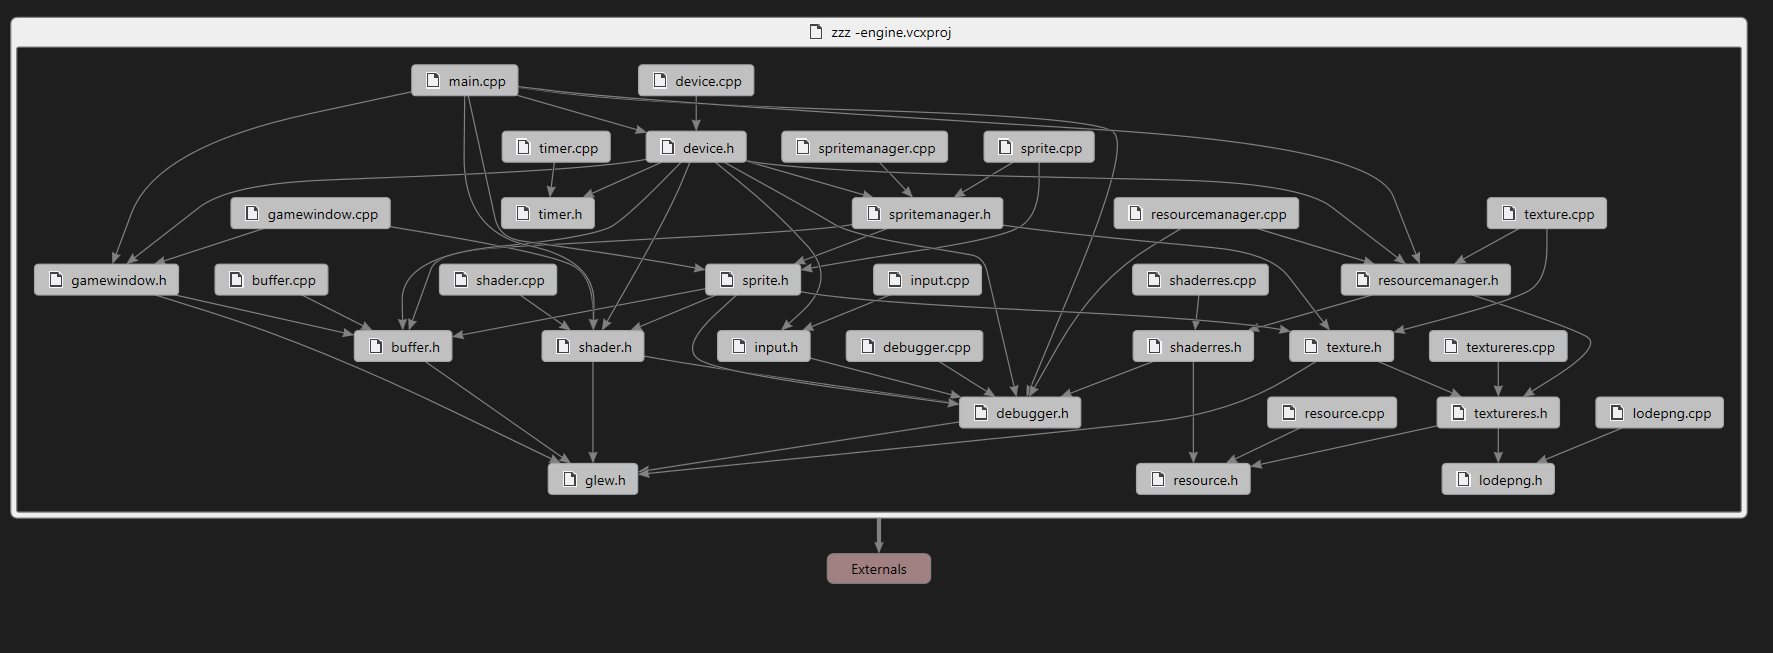 zzz -engine.vcxproj
main.cpp
device.cpp
timer.cpp
device.h
spritemanager.cpp
sprite.cpp
gamewindow.cpp
timer.h
spritemanager.h
resourcemanager.cpp
texture.cpp
gamewindow.h
buffer.cpp
shader.cpp
sprite.h
input.cpp
shaderres.cpp
resourcemanager.h
buffer.h
shader.h
input.h
debugger.cpp
shaderres.h
texture.h
textureres.cpp
debugger.h
resource.cpp
textureres.h
lodepng.cpp
glew.h
resource.h
lodepng.h
Externals